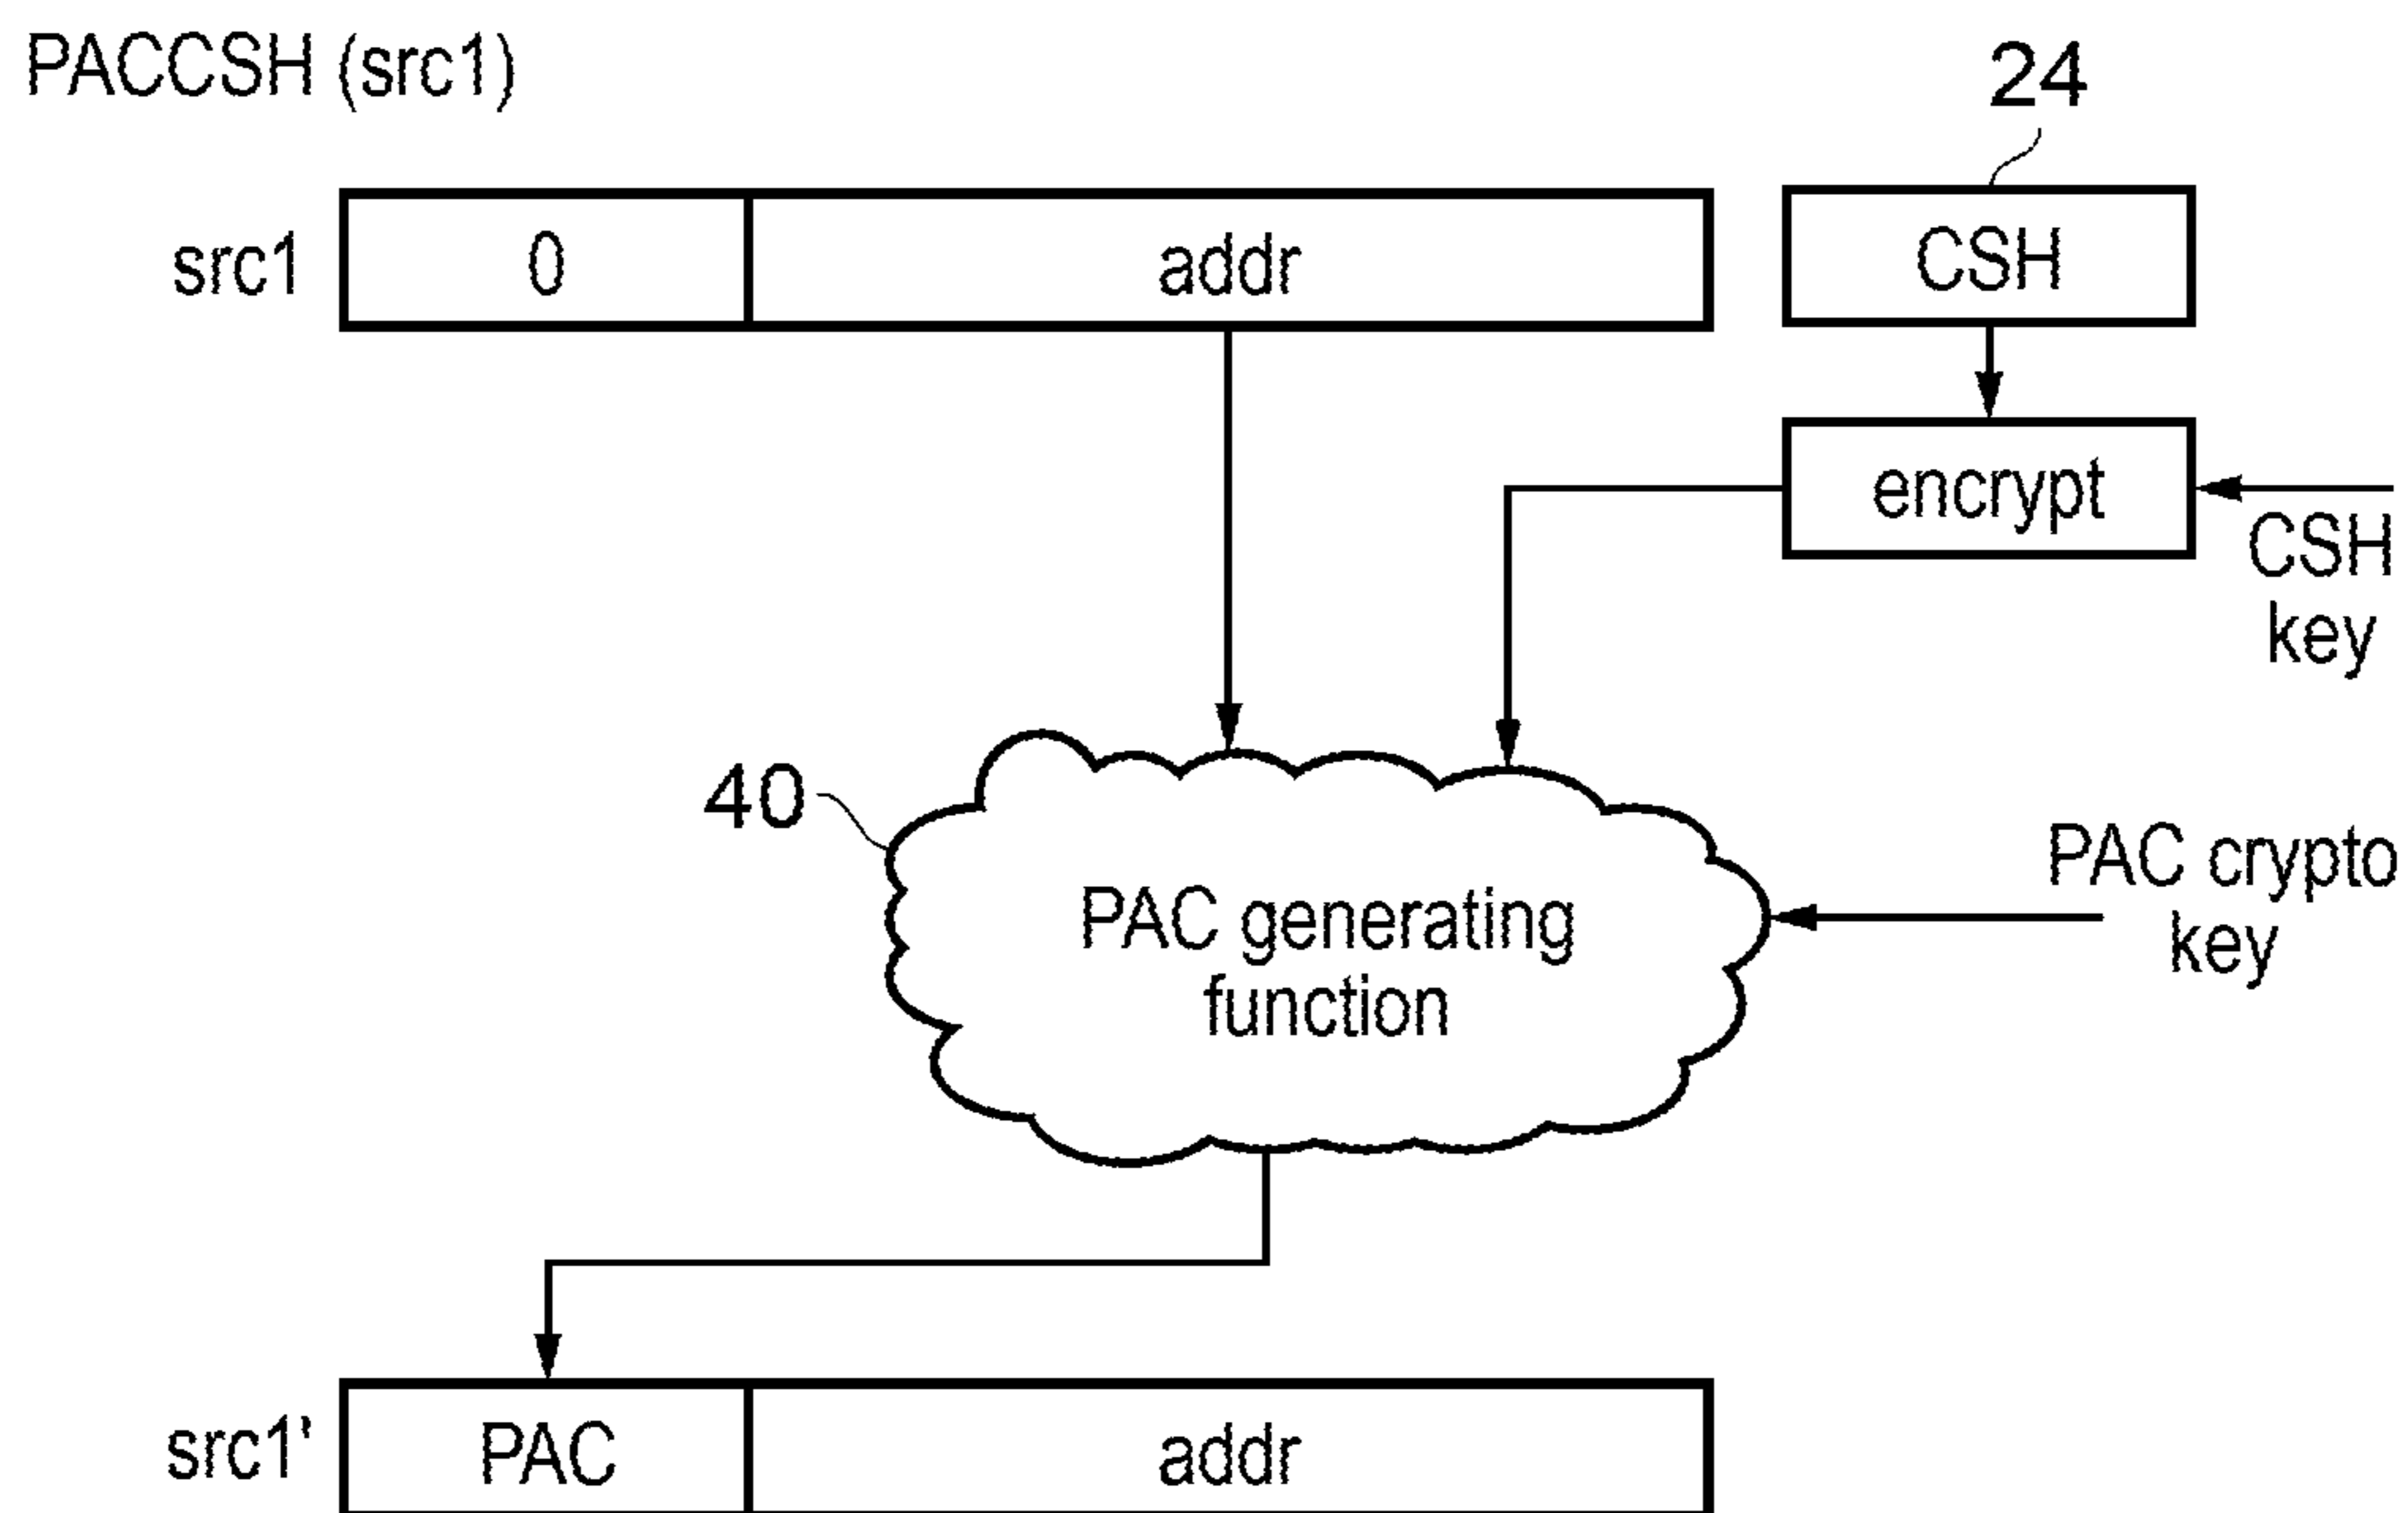 PACCSH (src1)
24
src1
0
addr
CSH
encrypt
CSH
key
40
PAC generating
function
PAC crypto
key
src1'
PAC
addr